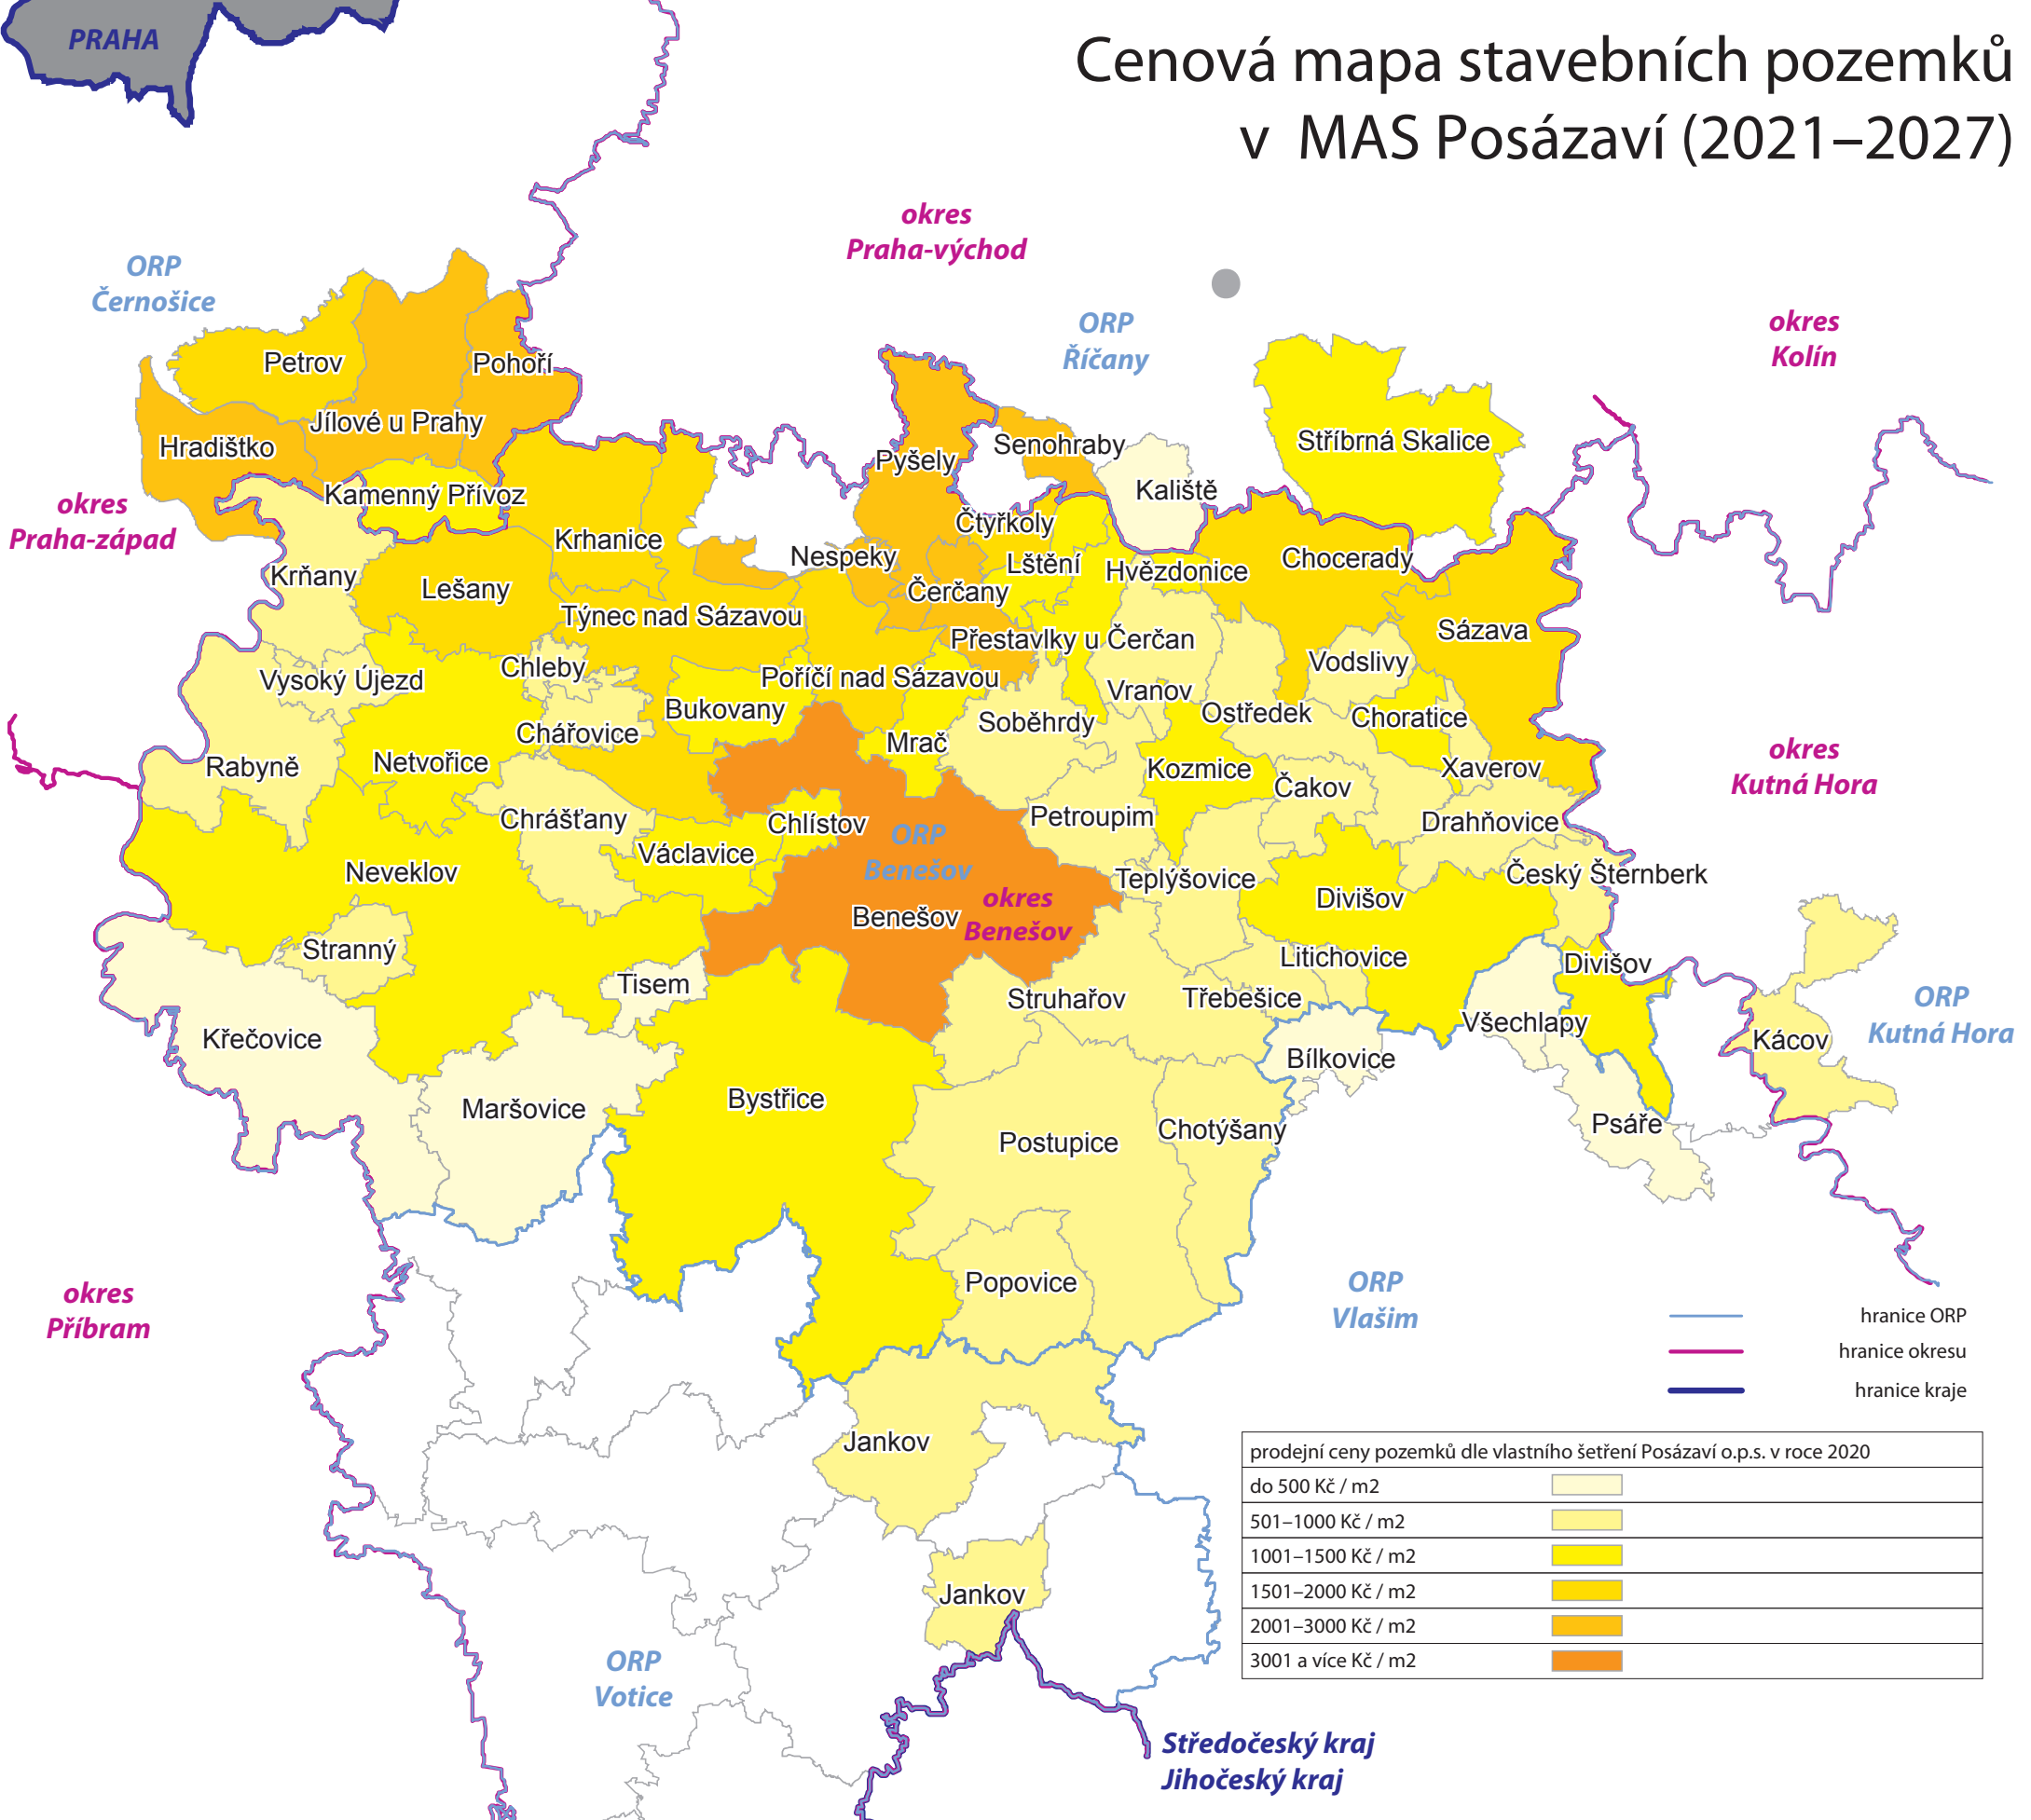 PRAHA
Cenová mapa stavebních pozemků
v MAS Posázaví (2021–2027)
okres
Praha-východ
ORP
Černošice
ORP
Říčany
okres
Kolín
Petrov
Pohoří
Jílové u Prahy
Hradištko
Senohraby
Stříbrná Skalice
Pyšely
Kamenný Přívoz
Kaliště
okres
Praha-západ
Čtyřkoly
Krhanice
Nespeky
Lštění
Hvězdonice
Chocerady
Krňany
Lešany
Čerčany
Týnec nad Sázavou
Sázava
Přestavlky u Čerčan
Chleby
Vodslivy
Vysoký Újezd
Poříčí nad Sázavou
Vranov
Bukovany
Ostředek
Choratice
Soběhrdy
Chářovice
Mrač
okres
Kutná Hora
Netvořice
Rabyně
Kozmice
Xaverov
Čakov
Chrášťany
Chlístov
Petroupim
Drahňovice
ORP
Benešov
Václavice
Neveklov
Teplýšovice
Český Šternberk
Divišov
okres
Benešov
Benešov
Stranný
Litichovice
Divišov
Tisem
Struhařov
Třebešice
ORP
Kutná Hora
Všechlapy
Křečovice
Kácov
Bílkovice
Bystřice
Maršovice
Psáře
Postupice
Chotýšany
Popovice
ORP
Vlašim
okres
Příbram
hranice ORP
hranice okresu
hranice kraje
Jankov
prodejní ceny pozemků dle vlastního šetření Posázaví o.p.s. v roce 2020
do 500 Kč / m2
501–1000 Kč / m2
1001–1500 Kč / m2
1501–2000 Kč / m2
2001–3000 Kč / m2
3001 a více Kč / m2
Jankov
ORP
Votice
Středočeský kraj
Jihočeský kraj